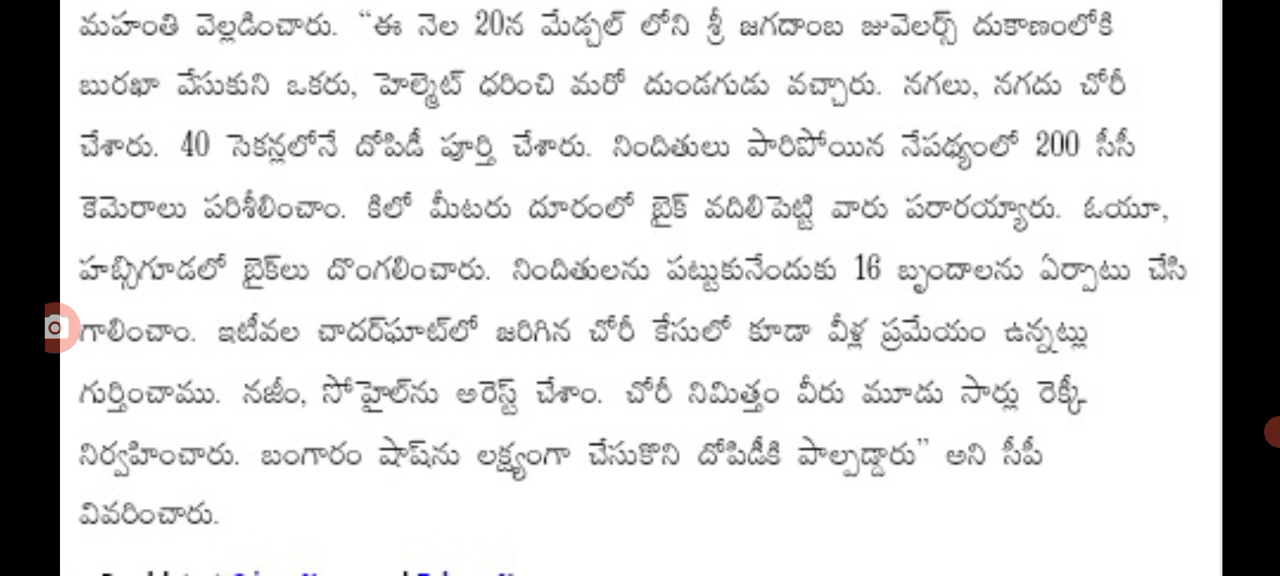 మహంతి వెల్లడించారు. “ఈ నెల 20న మేడ్చల్ లోని శ్రీ జగదాంబ జువెలర్స్ దుకాణంలోకి
బురఖా వేసుకుని ఒకరు, హెల్మెట్ ధరించి మరో దుండగుడు వచ్చారు. నగలు, నగదు చోరీ
చేశారు. 40 సెకన్లలోనే దోపిడీ పూర్తి చేశారు. నిందితులు పారిపోయిన నేపథ్యంలో 200 సీసీ
కెమెరాలు పరిశీలించాం. కిలో మీటరు దూరంలో బైక్ వదిలిపెట్టి వారు పరారయ్యారు. ఓయూ,
హబ్సిగూడలో బైక్‌లు దొంగలించారు. నిందితులను పట్టుకునేందుకు 16 బృందాలను ఏర్పాటు చేసి
గాలించాం. ఇటీవల చాదర్‌ఘాట్‌లో జరిగిన చోరీ కేసులో కూడా వీళ్ల ప్రమేయం ఉన్నట్లు
గుర్తించాము. నజీం, సోహైల్‌ను అరెస్ట్ చేశాం. చోరీ నిమిత్తం వీరు మూడు సార్లు రెక్కీ
నిర్వహించారు. బంగారం షాప్‌ను లక్ష్యంగా చేసుకొని దోపిడీకి పాల్పడ్డారు” అని సీపీ
వివరించారు.